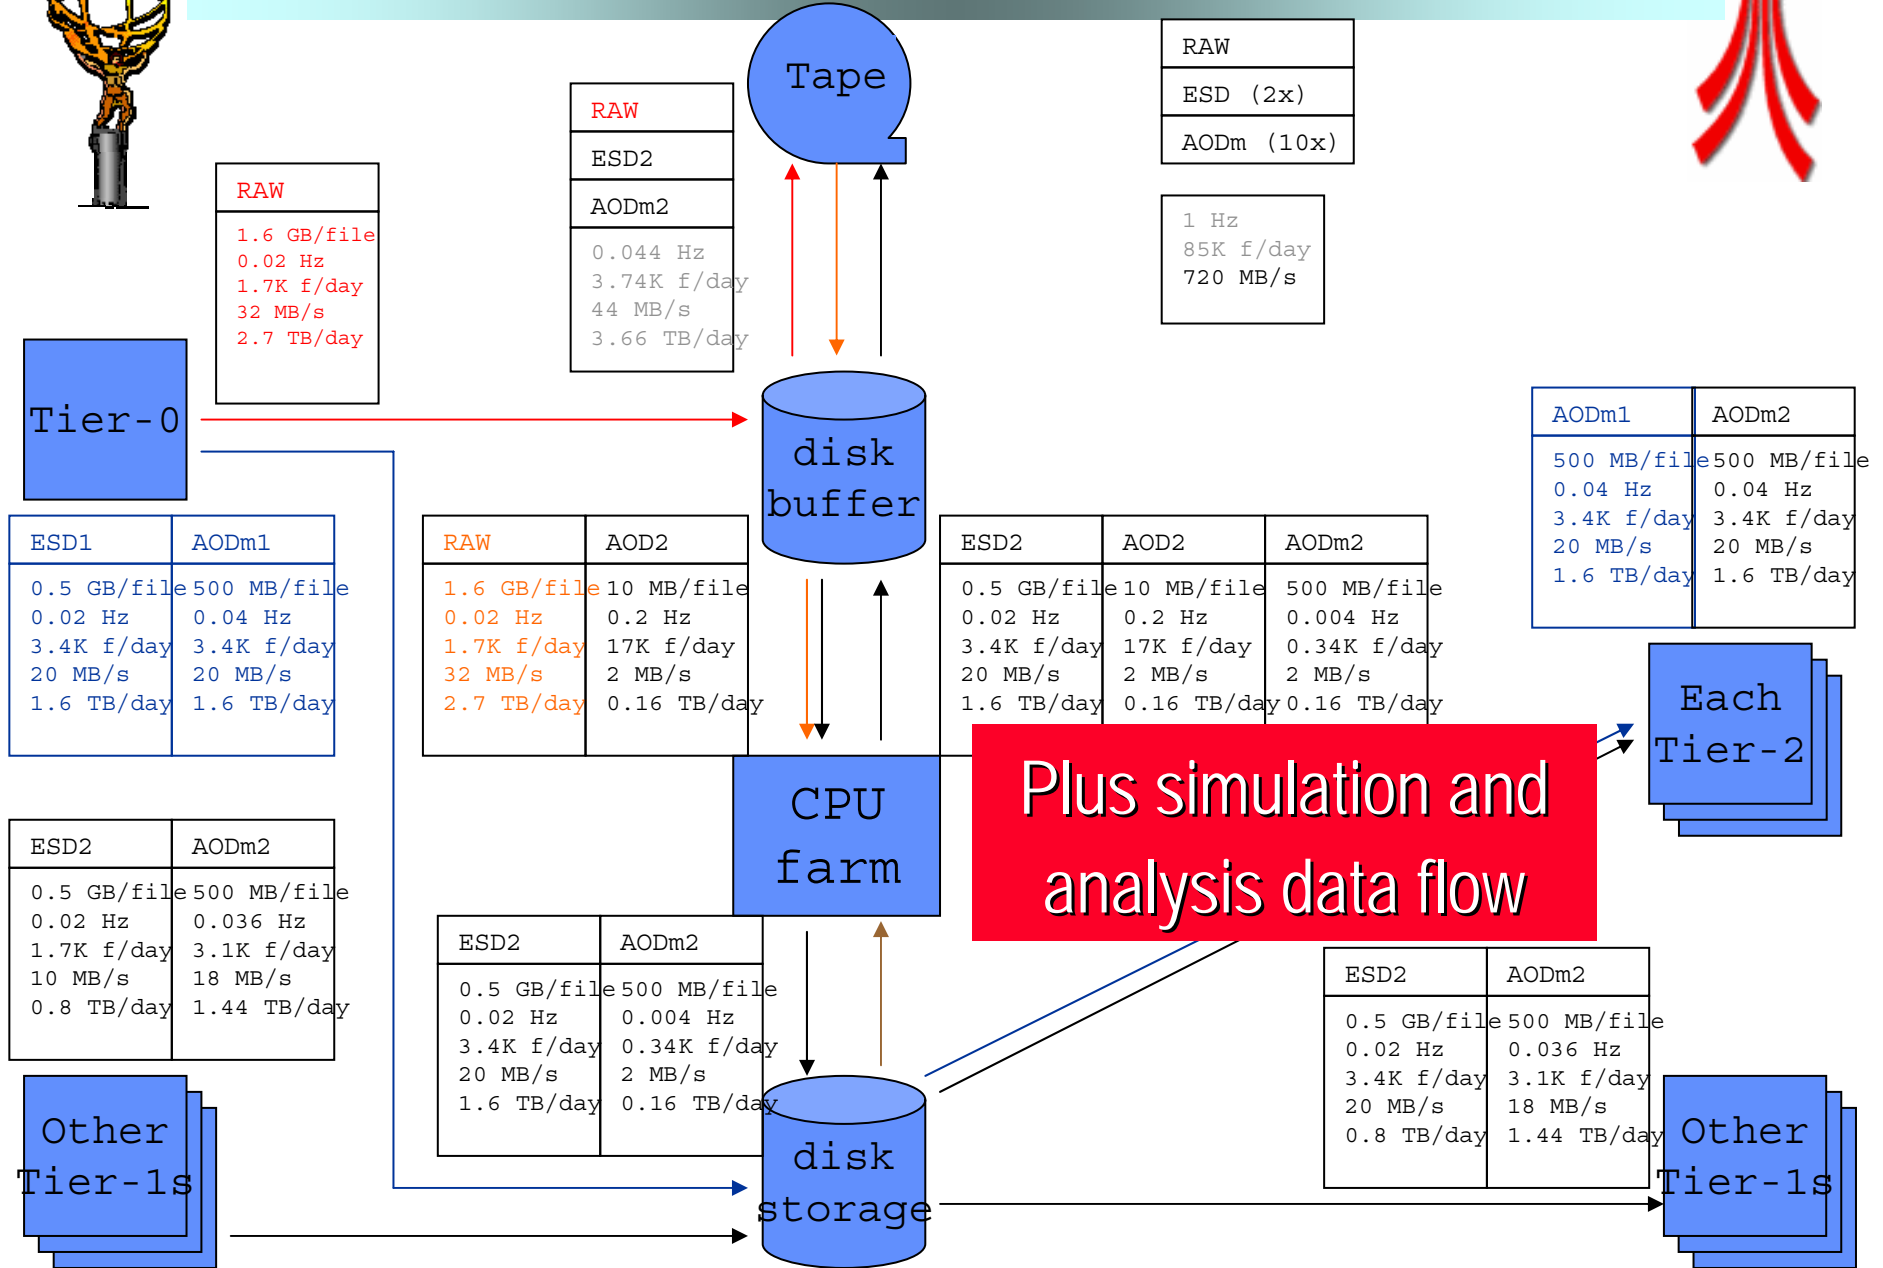 Tape
RAW
ESD (2x)
AODm (10x)
1 Hz
85K f/day
720 MB/s
RAW
ESD2
AODm2
0.044 Hz
3.74K f/day
44 MB/s
3.66 TB/day
RAW
1.6 GB/file
0.02 Hz
1.7K f/day
32 MB/s
2.7 TB/day
Tier-0
disk
buffer
AODm1
500 MB/file
0.04 Hz
3.4K f/day
20 MB/s
1.6 TB/day
AODm2
500 MB/file
0.04 Hz
3.4K f/day
20 MB/s
1.6 TB/day
ESD1
0.5 GB/file
0.02 Hz
3.4K f/day
20 MB/s
1.6 TB/day
AODm1
500 MB/file
0.04 Hz
3.4K f/day
20 MB/s
1.6 TB/day
RAW
1.6 GB/file
0.02 Hz
1.7K f/day
32 MB/s
2.7 TB/day
AOD2
10 MB/file
0.2 Hz
17K f/day
2 MB/s
0.16 TB/day
ESD2
0.5 GB/file
0.02 Hz
3.4K f/day
20 MB/s
1.6 TB/day
AOD2
10 MB/file
0.2 Hz
17K f/day
2 MB/s
0.16 TB/day
AODm2
500 MB/file
0.004 Hz
0.34K f/day
2 MB/s
0.16 TB/day
Each
Tier-2
CPU
farm
Plus simulation and
analysis data flow
ESD2
0.5 GB/file
0.02 Hz
1.7K f/day
10 MB/s
0.8 TB/day
AODm2
500 MB/file
0.036 Hz
3.1K f/day
18 MB/s
1.44 TB/day
ESD2
0.5 GB/file
0.02 Hz
3.4K f/day
20 MB/s
1.6 TB/day
AODm2
500 MB/file
0.004 Hz
0.34K f/day
2 MB/s
0.16 TB/day
ESD2
0.5 GB/file
0.02 Hz
3.4K f/day
20 MB/s
0.8 TB/day
AODm2
500 MB/file
0.036 Hz
3.1K f/day
18 MB/s
1.44 TB/day
Other
Tier-1s
disk
storage
Other
Tier-1s